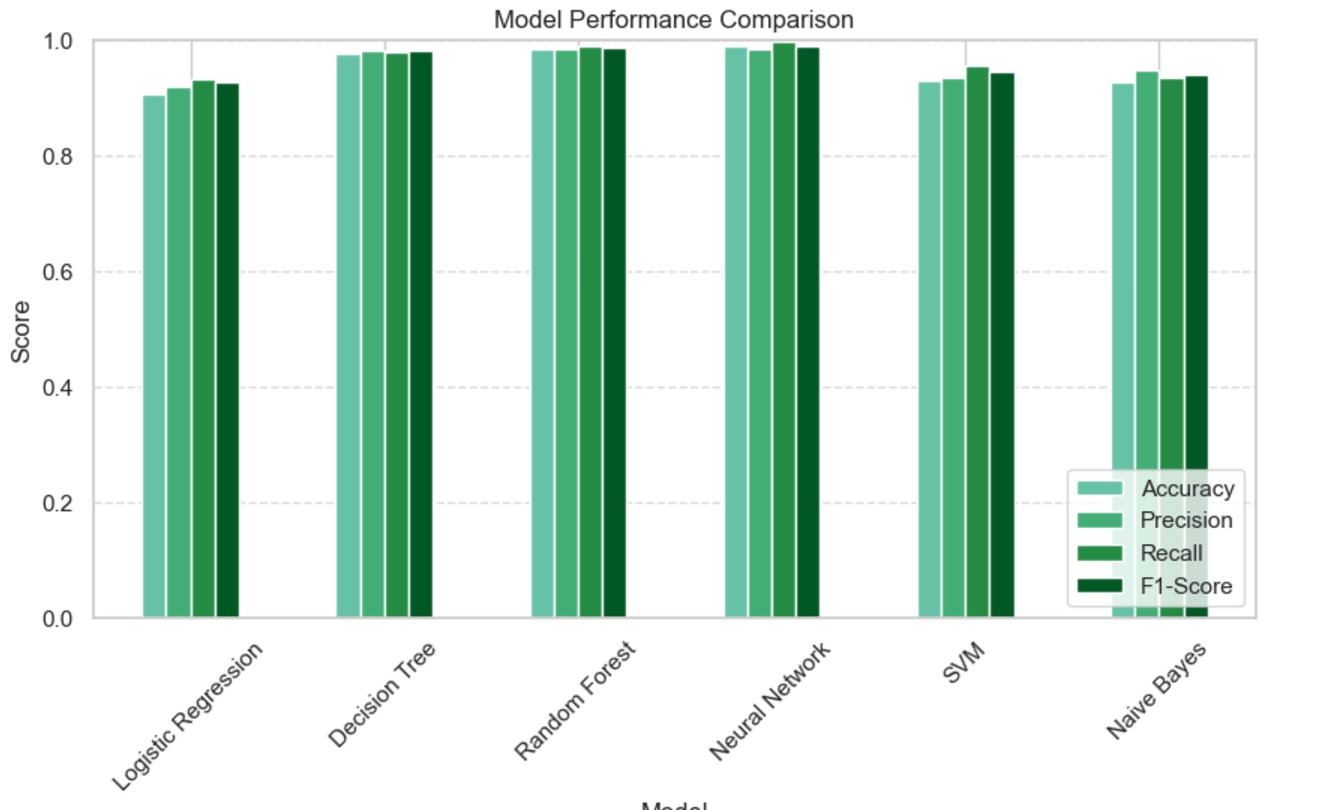 Model Performance Comparison
1.0
0.8
0.6
0.4
0.2
0.0
Score
Accuracy
Precision
Recall
F1-Score
Logistic Regression
Decision Tree
Random Forest
Neural Network
SVM
Naive Bayes
Model